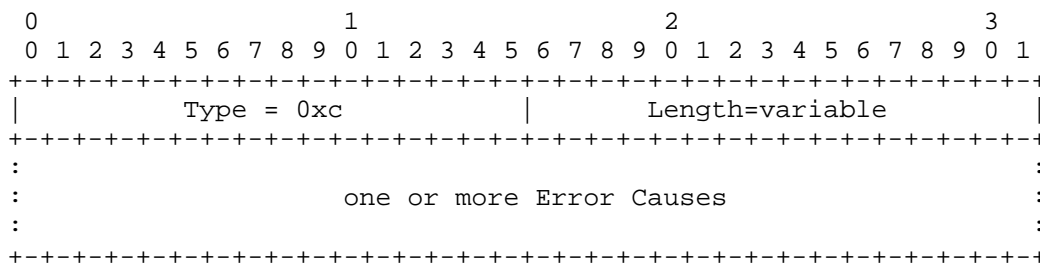 0                   1                   2                   3
 0 1 2 3 4 5 6 7 8 9 0 1 2 3 4 5 6 7 8 9 0 1 2 3 4 5 6 7 8 9 0 1
+-+-+-+-+-+-+-+-+-+-+-+-+-+-+-+-+-+-+-+-+-+-+-+-+-+-+-+-+-+-+-+-+
|          Type = 0xc           |       Length=variable         |
+-+-+-+-+-+-+-+-+-+-+-+-+-+-+-+-+-+-+-+-+-+-+-+-+-+-+-+-+-+-+-+-+
:                                                               :
:                    one or more Error Causes                   :
:                                                               :
+-+-+-+-+-+-+-+-+-+-+-+-+-+-+-+-+-+-+-+-+-+-+-+-+-+-+-+-+-+-+-+-+